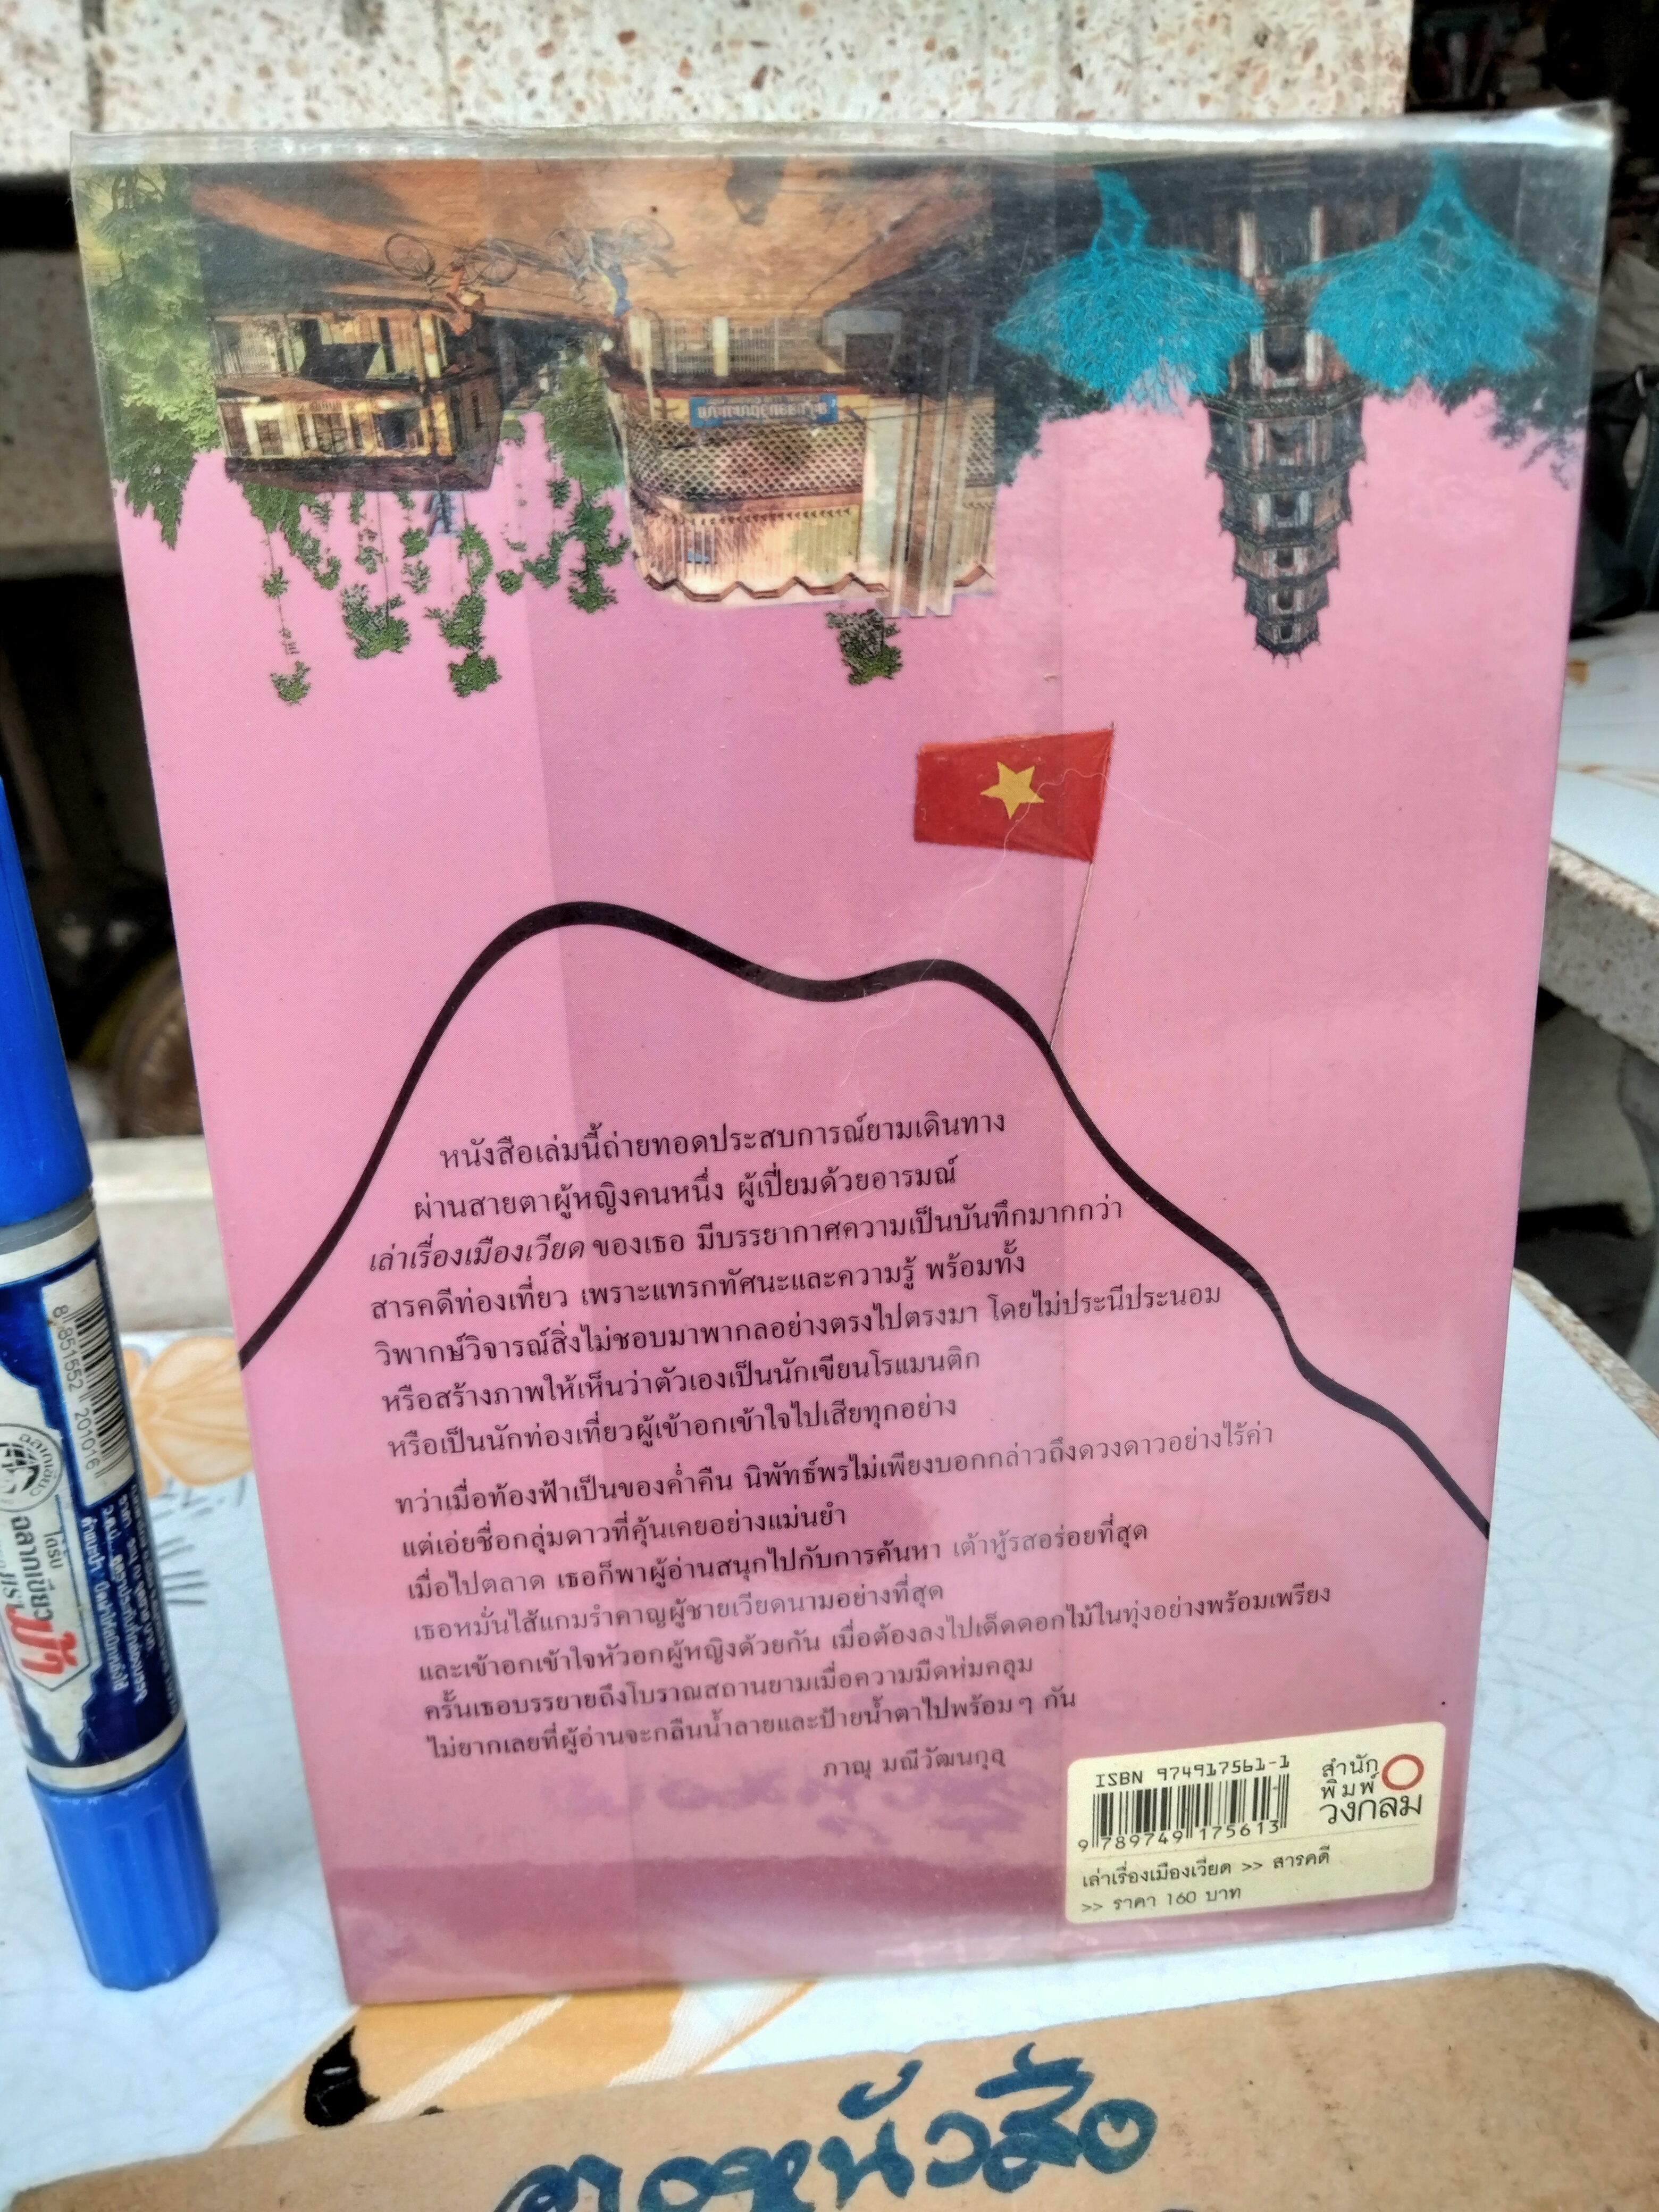 หนังสือเล่มนี้ถ่ายทอดประสบการณ์ยามเดินทาง
ผ่านสายตาผู้หญิงคนหนึ่ง ผู้เปี่ยมด้วยอารมณ์
เล่าเรื่องเมืองเวียด ของเธอ มีบรรยากาศความเป็นบันทึกมากกว่า
สารคดีท่องเที่ยว เพราะแทรกทัศนะและความรู้ พร้อมทั้ง
วิพากษ์วิจารณ์สิ่งไม่ชอบมาพากลอย่างตรงไปตรงมา โดยไม่ประนีประนอม
หรือสร้างภาพให้เห็นว่าตัวเองเป็นนักเขียนโรแมนติก
หรือเป็นนักท่องเที่ยวผู้เข้าอกเข้าใจไปเสียทุกอย่าง
ทว่าเมื่อท้องฟ้าเป็นของค่ำคืน นิพัทธ์พรไม่เพียงบอกกล่าวถึงดวงดาวอย่างไร้ค่า
แต่เอ่ยชื่อกลุ่มดาวที่คุ้นเคยอย่างแม่นยำ
เมื่อไปตลาด เธอก็พาผู้อ่านสนุกไปกับการค้นหา เต้าหู้รสอร่อยที่สุด
เธอหมั่นไส้แกมรำคาญผู้ชายเวียดนามอย่างที่สุด
และเข้าอกเข้าใจหัวอกผู้หญิงด้วยกัน เมื่อต้องลงไปเด็ดดอกไม้ในทุ่งอย่างพร้อมเพรียง
ครั้นเธอบรรยายถึงโบราณสถานยามเมื่อความมืดห่มคลุม
ไม่ยากเลยที่ผู้อ่านจะกลืนน้ำลายและป้ายน้ำตาไปพร้อมๆ กัน
ภาณุ มณีวัฒนกุล
ISBN 974917561-1
9 789749 175613
สำนัก
พิมพ์
วงกลม
เล่าเรื่องเมืองเวียด >> สารคดี
>> ราคา 160 บาท
8 851552 201016
ตราม้า